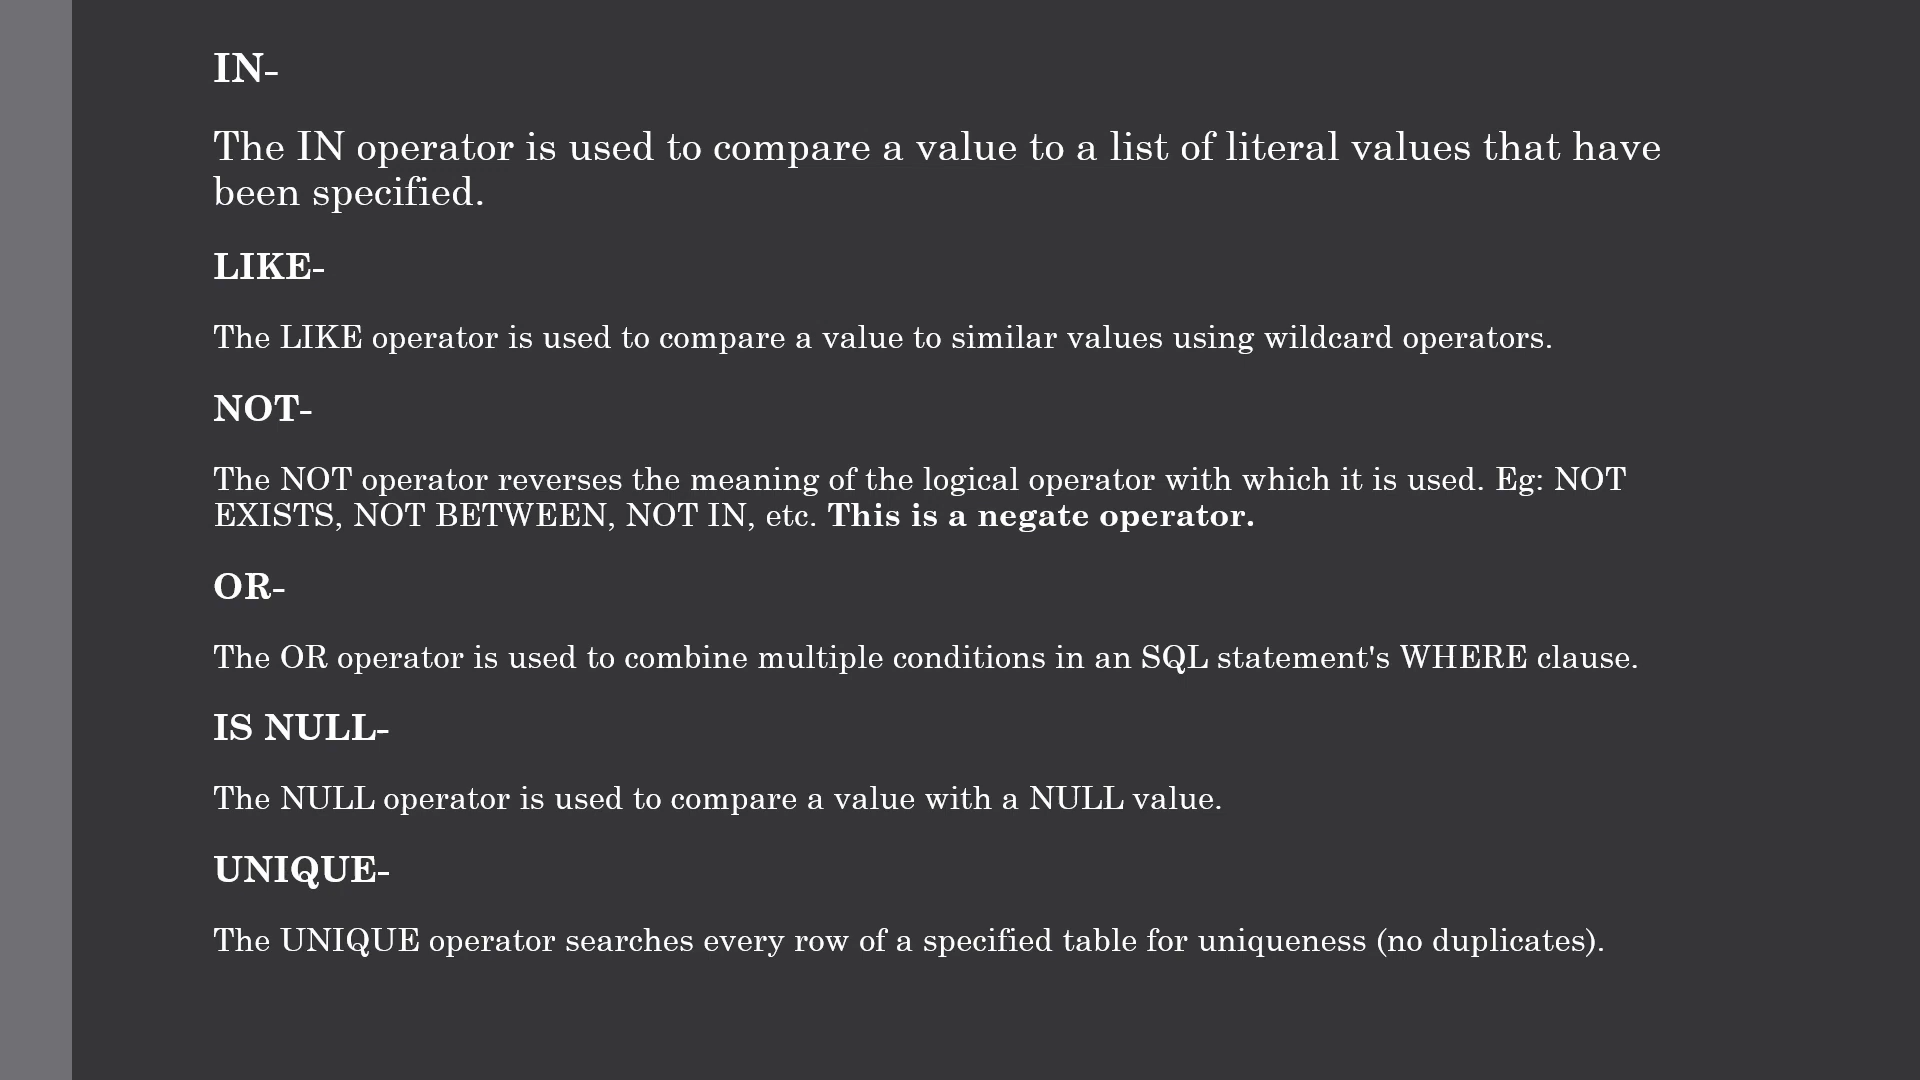 IN-
The IN operator is used to compare a value to a list of literal values that have
been specified.
LIKE-
The LIKE operator is used to compare a value to similar values using wildcard operators.
NOT-
The NOT operator reverses the meaning of the logical operator with which it is used. Eg: NOT
EXISTS, NOT BETWEEN, NOT IN, etc. This is a negate operator.
OR-
The OR operator is used to combine multiple conditions in an SQL statement's WHERE clause.
IS NULL-
The NULL operator is used to compare a value with a NULL value.
UNIQUE-
The UNIQUE operator searches every row of a specified table for uniqueness (no duplicates).